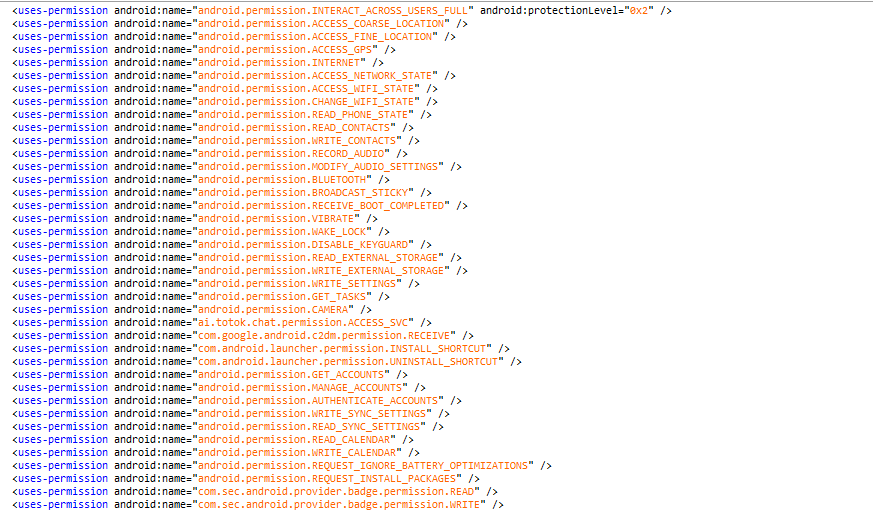 <uses-permission android:name="android.permission.INTERACT_ACROSS_USERS_FULL" android:protectionLevel="0x2" />
<uses-permission android:name="android.permission.ACCESS_COARSE_LOCATION" />
<uses-permission android:name="android.permission.ACCESS_FINE_LOCATION" />
<uses-permission android:name="android.permission.ACCESS_GPS" />
<uses-permission android:name="android.permission.INTERNET" />
<uses-permission android:name="android.permission.ACCESS_NETWORK_STATE" />
<uses-permission android:name="android.permission.ACCESS_WIFI_STATE" />
<uses-permission android:name="android.permission.CHANGE_WIFI_STATE" />
<uses-permission android:name="android.permission.READ_PHONE_STATE" />
<uses-permission android:name="android.permission.READ_CONTACTS" />
<uses-permission android:name="android.permission.WRITE_CONTACTS" />
<uses-permission android:name="android.permission.RECORD_AUDIO" />
<uses-permission android:name="android.permission.MODIFY_AUDIO_SETTINGS" />
<uses-permission android:name="android.permission.BLUETOOTH" />
<uses-permission android:name="android.permission.BROADCAST_STICKY" />
<uses-permission android:name="android.permission.RECEIVE_BOOT_COMPLETED" />
<uses-permission android:name="android.permission.VIBRATE" />
<uses-permission android:name="android.permission.WAKE_LOCK" />
<uses-permission android:name="android.permission.DISABLE_KEYGUARD" />
<uses-permission android:name="android.permission.READ_EXTERNAL_STORAGE" />
<uses-permission android:name="android.permission.WRITE_EXTERNAL_STORAGE" />
<uses-permission android:name="android.permission.WRITE_SETTINGS" />
<uses-permission android:name="android.permission.GET_TASKS" />
<uses-permission android:name="android.permission.CAMERA" />
<uses-permission android:name="ai.totok.chat.permission.ACCESS_SVC" />
<uses-permission android:name="com.google.android.c2dm.permission.RECEIVE" />
<uses-permission android:name="com.android.launcher.permission.INSTALL_SHORTCUT" />
<uses-permission android:name="com.android.launcher.permission.UNINSTALL_SHORTCUT" />
<uses-permission android:name="android.permission.GET_ACCOUNTS" />
<uses-permission android:name="android.permission.MANAGE_ACCOUNTS" />
<uses-permission android:name="android.permission.AUTHENTICATE_ACCOUNTS" />
<uses-permission android:name="android.permission.WRITE_SYNC_SETTINGS" />
<uses-permission android:name="android.permission.READ_SYNC_SETTINGS" />
<uses-permission android:name="android.permission.READ_CALENDAR" />
<uses-permission android:name="android.permission.WRITE_CALENDAR" />
<uses-permission android:name="android.permission.REQUEST_IGNORE_BATTERY_OPTIMIZATIONS" />
<uses-permission android:name="android.permission.REQUEST_INSTALL_PACKAGES" />
<uses-permission android:name="com.sec.android.provider.badge.permission.READ" />
<uses-permission android:name="com.sec.android.provider.badge.permission.WRITE" />